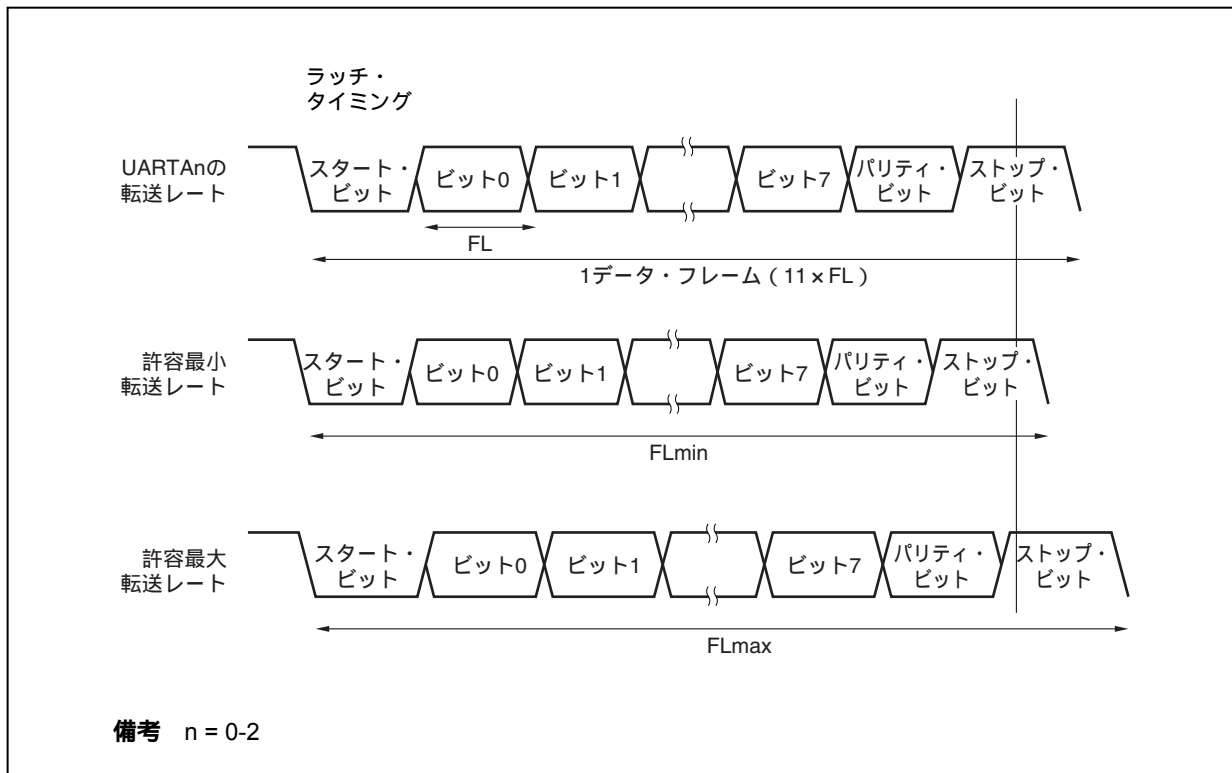 ラッチ・
タイミング
UARTAnの
転送レート
スタート・
ビット
ビット0
ビット1
ビット7
パリティ・
ビット
ストップ・
ビット
FL
1データ・フレーム（11×FL）
許容最小
転送レート
スタート・
ビット
ビット0
ビット1
ビット7
パリティ・
ビット
ストップ・
ビット
FLmin
許容最大
転送レート
スタート・
ビット
ビット0
ビット1
ビット7
パリティ・
ビット
ストップ・
ビット
FLmax
備考 n = 0-2